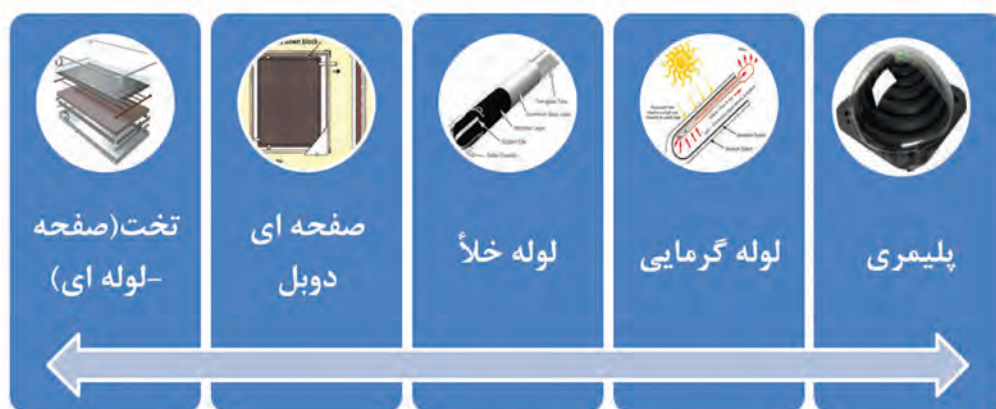 پلیمری
لوله گرمایی
لوله خلأ
صفحه ای
دوبل
تخت(صفحه
-لوله ای)